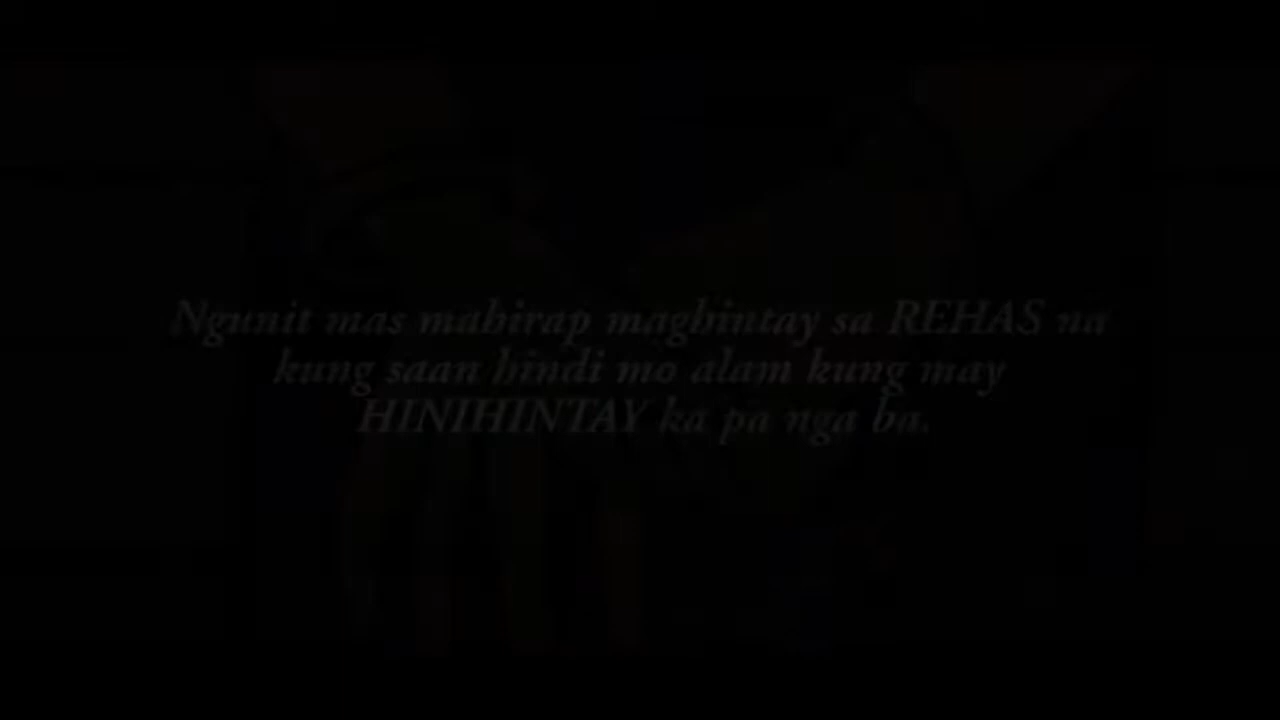 Ngunit mas mahirap maghintay sa REHAS na
kung saan hindi mo alam kung may
HINIHINTAY ka pa nga ba.